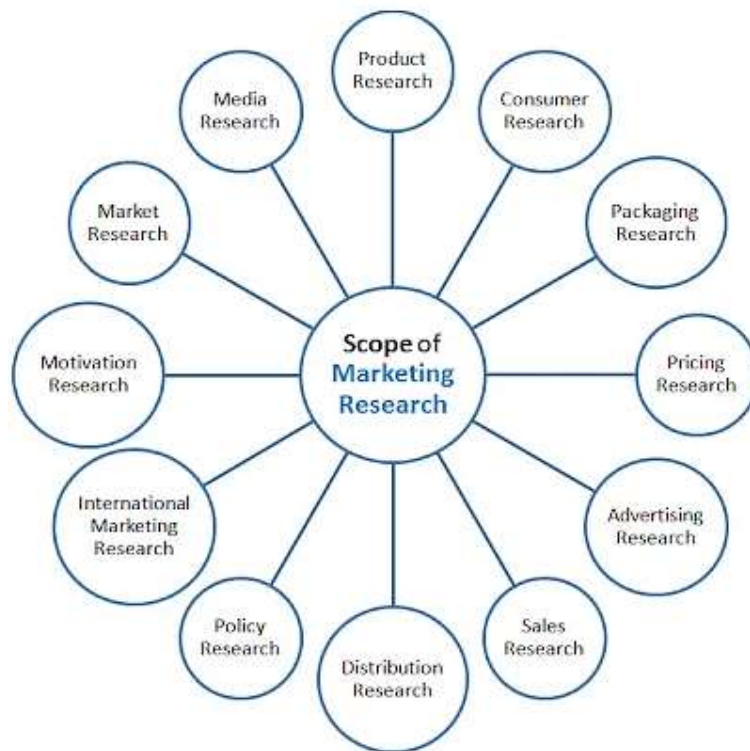 Product
Research
Consumer
Research
Packaging
Research
Pricing
Research
Advertising
Research
Sales
Research
Distribution
Research
Policy
Research
International
Marketing
Research
Motivation
Research
Market
Research
Media
Research
Scope of
Marketing
Research